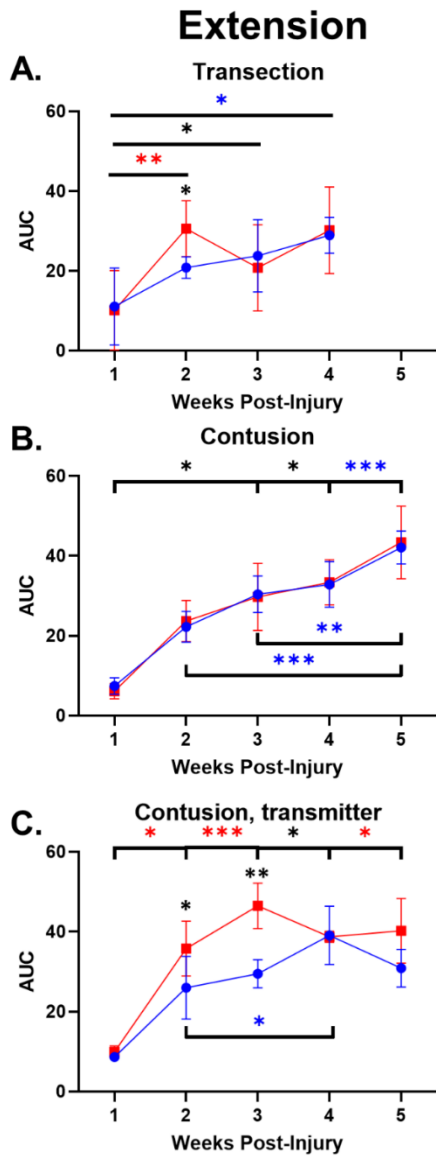 Extension
A.
Transection
*
*
**
*
60
40
20
0
AUC
1 2 3 4 5
Weeks Post-Injury
B.
Contusion
* * ***
**
***
60
40
20
0
AUC
1 2 3 4 5
Weeks Post-Injury
C.
Contusion, transmitter
* *** * *
**
*
*
60
40
20
0
AUC
1 2 3 4 5
Weeks Post-Injury